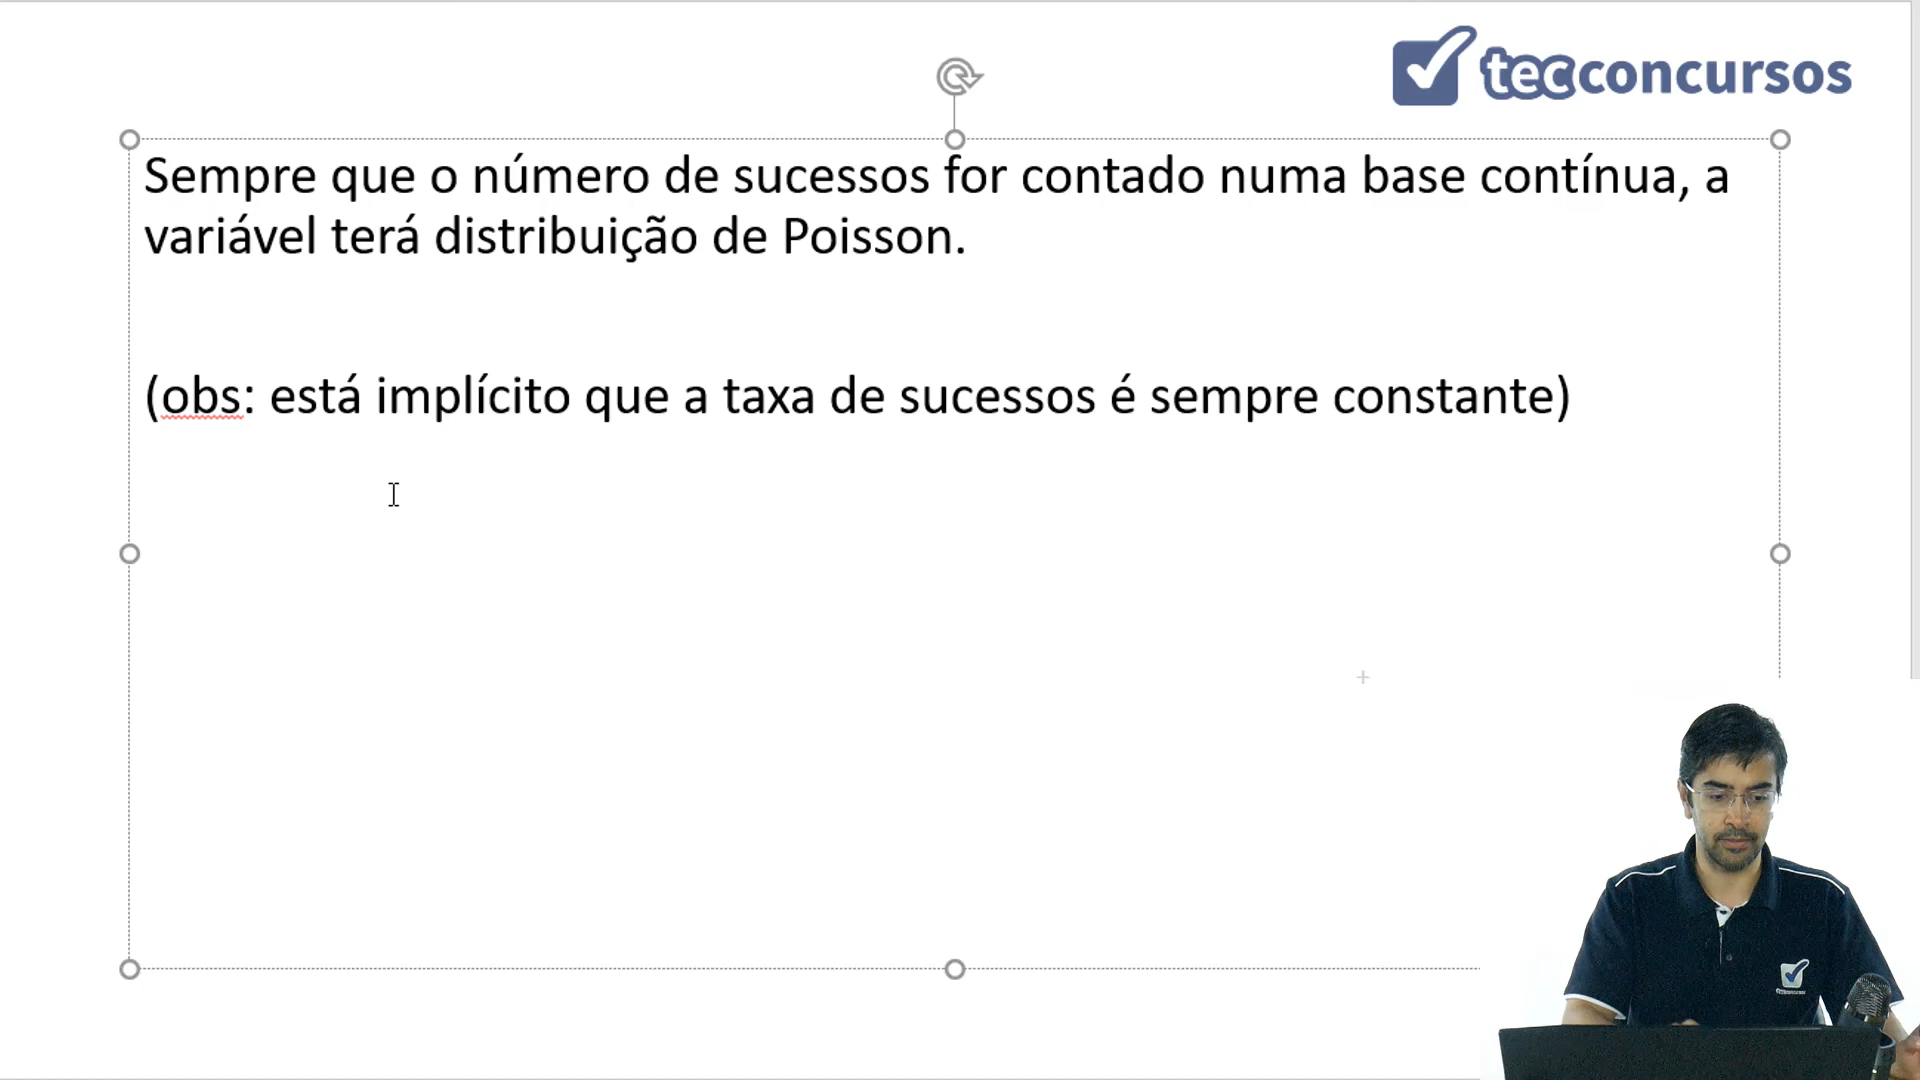 tecconcursos
Sempre que o número de sucessos for contado numa base contínua, a
variável terá distribuição de Poisson.
(obs: está implícito que a taxa de sucessos é sempre constante)